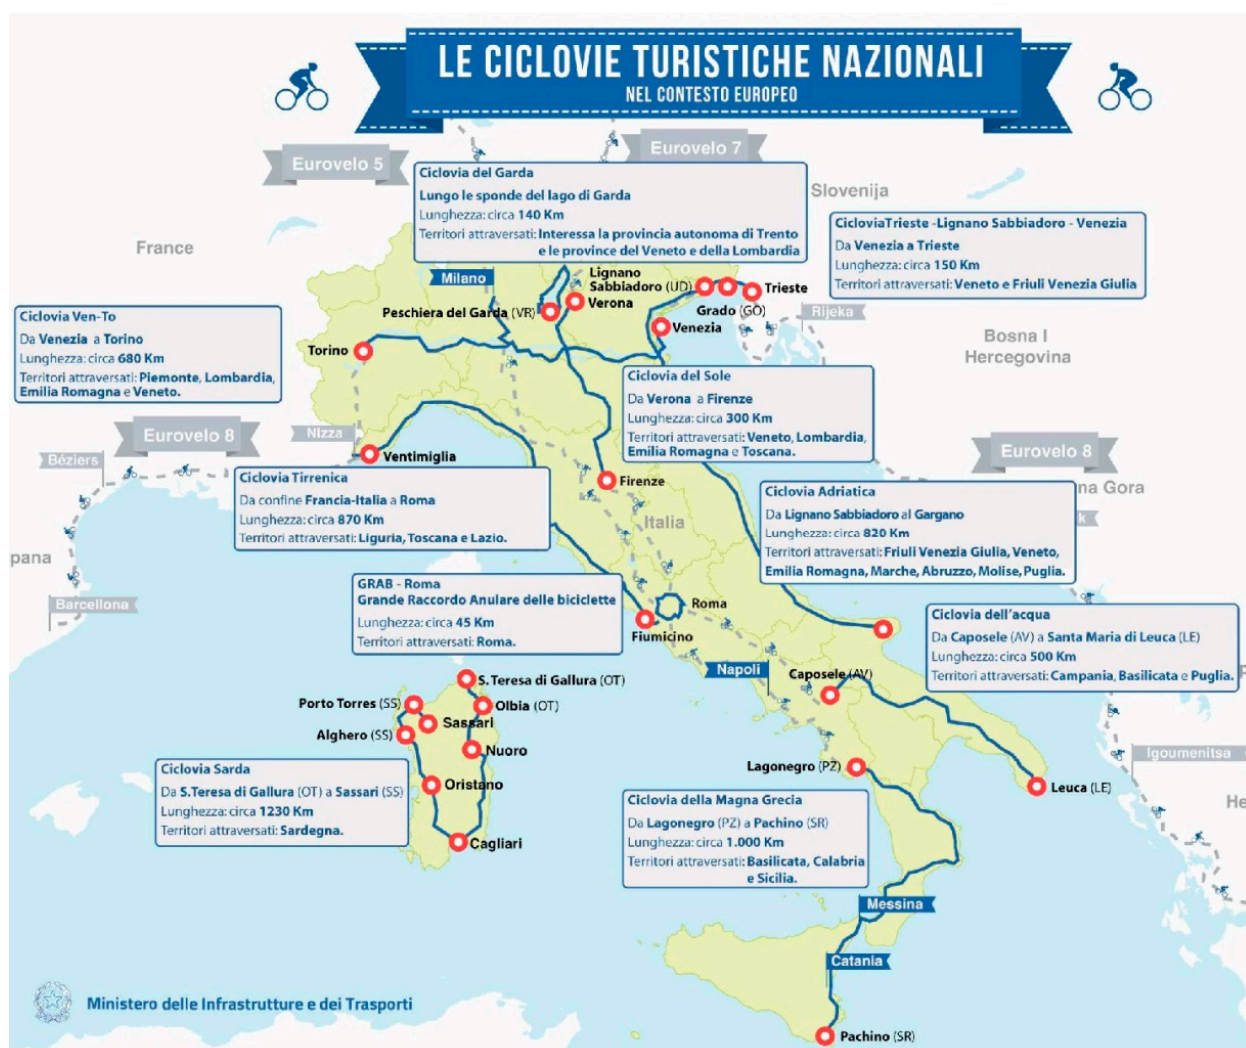 LE CICLOVIE TURISTICHE NAZIONALI
NEL CONTESTO EUROPEO
Eurovelo 5
Eurovelo 7
Slovenija
France
Ciclovia del Garda
Lungo le sponde del lago di Garda
Lunghezza: circa 140 Km
Territori attraversati: Interessa la provincia autonoma di Trento
e le province del Veneto e della Lombardia
CicloviaTrieste -Lignano Sabbiadoro - Venezia
Da Venezia a Trieste
Lunghezza: circa 150 Km
Territori attraversati: Veneto e Friuli Venezia Giulia
Milano
Lignano
Sabbiadoro (UD)
Trieste
Verona
Peschiera del Garda (VR)
Grado (GO)
Rijeka
Venezia
Bosna I
Hercegovina
Ciclovia Ven-To
Da Venezia a Torino
Lunghezza: circa 680 Km
Territori attraversati: Piemonte, Lombardia,
Emilia Romagna e Veneto.
Torino
Ciclovia del Sole
Da Verona a Firenze
Lunghezza: circa 300 Km
Territori attraversati: Veneto, Lombardia,
Emilia Romagna e Toscana.
Eurovelo 8
Nizza
Béziers
Ventimiglia
Eurovelo 8
na Gora
k
Ciclovia Tirrenica
Da confine Francia-Italia a Roma
Lunghezza: circa 870 Km
Territori attraversati: Liguria, Toscana e Lazio.
Firenze
Italia
Ciclovia Adriatica
Da Lignano Sabbiadoro al Gargano
Lunghezza: circa 820 Km
Territori attraversati: Friuli Venezia Giulia, Veneto,
Emilia Romagna, Marche, Abruzzo, Molise, Puglia.
pana
Barcellona
GRAB - Roma
Grande Raccordo Anulare delle biciclette
Lunghezza: circa 45 Km
Territori attraversati: Roma.
Roma
Fiumicino
Ciclovia dell'acqua
Da Caposele (AV) a Santa Maria di Leuca (LE)
Lunghezza: circa 500 Km
Territori attraversati: Campania, Basilicata e Puglia.
Napoli
Caposele (AV)
S. Teresa di Gallura (OT)
Porto Torres (SS)
Olbia (OT)
Sassari
Alghero (SS)
Nuoro
Oristano
Cagliari
Igoumenitsa
He
Lagonegro (PZ)
Leuca (LE)
Ciclovia Sarda
Da S.Teresa di Gallura (OT) a Sassari (SS)
Lunghezza: circa 1230 Km
Territori attraversati: Sardegna.
Ciclovia della Magna Grecia
Da Lagonegro (PZ) a Pachino (SR)
Lunghezza: circa 1.000 Km
Territori attraversati: Basilicata, Calabria
e Sicilia.
Messina
Catania
Pachino (SR)
Ministero delle Infrastrutture e dei Trasporti